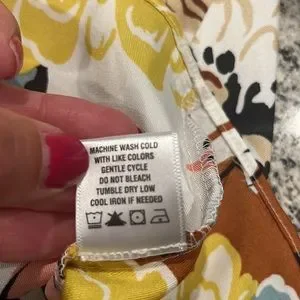 MACHINE WASH COLD
WITH LIKE COLORS
GENTLE CYCLE
DO NOT BLEACH
TUMBLE DRY LOW
COOL IRON IF NEEDED